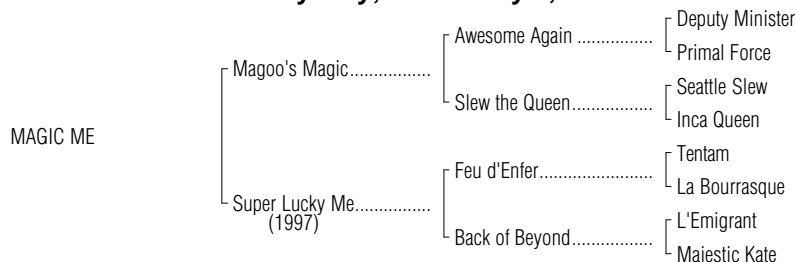 Deputy Minister
Awesome Again ................
Primal Force
Magoo's Magic.................
Seattle Slew
Slew the Queen.................
Inca Queen
MAGIC ME
Tentam
Feu d'Enfer.......................
La Bourrasque
Super Lucky Me................
(1997)
L'Emigrant
Back of Beyond.................
Majestic Kate